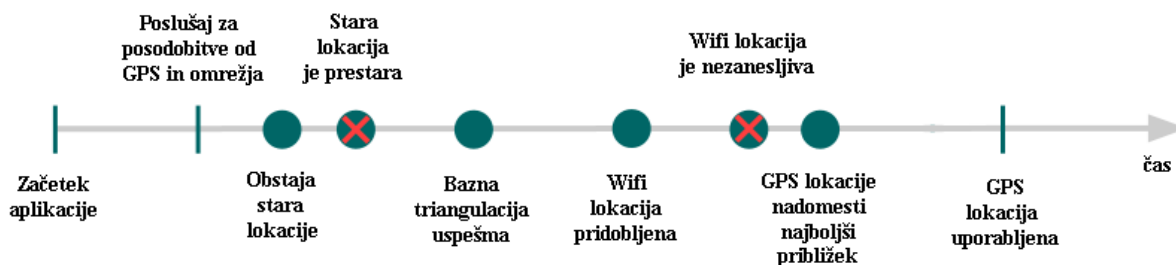 Poslušaj za
posodobitve od
GPS in omrežja
Stara
lokacija
je prestara
Wifi lokacija
je nezanesljiva
Začetek
aplikacije
Obstaja
stara
lokacije
Bazna
triangulacija
uspešma
Wifi
lokacija
pridobljena
GPS lokacije
nadomesti
najboljši
približek
GPS
lokacija
uporabljena
čas